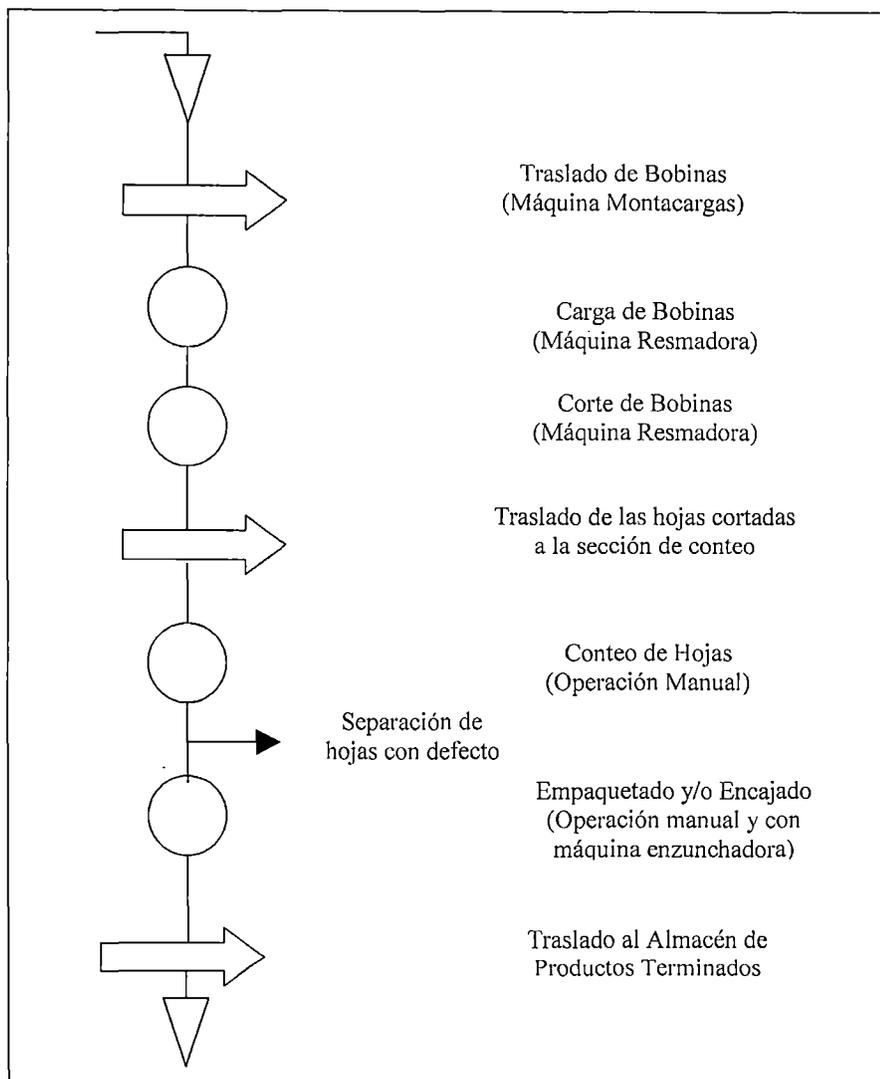 Traslado de Bobinas
(Máquina Montacargas)
Carga de Bobinas
(Máquina Resmadora)
Corte de Bobinas
(Máquina Resmadora)
Traslado de las hojas cortadas
a la sección de conteo
Conteo de Hojas
(Operación Manual)
Separación de
hojas con defecto
Empaquetado y/o Encajado
(Operación manual y con
máquina enzunchadora)
Traslado al Almacén de
Productos Terminados